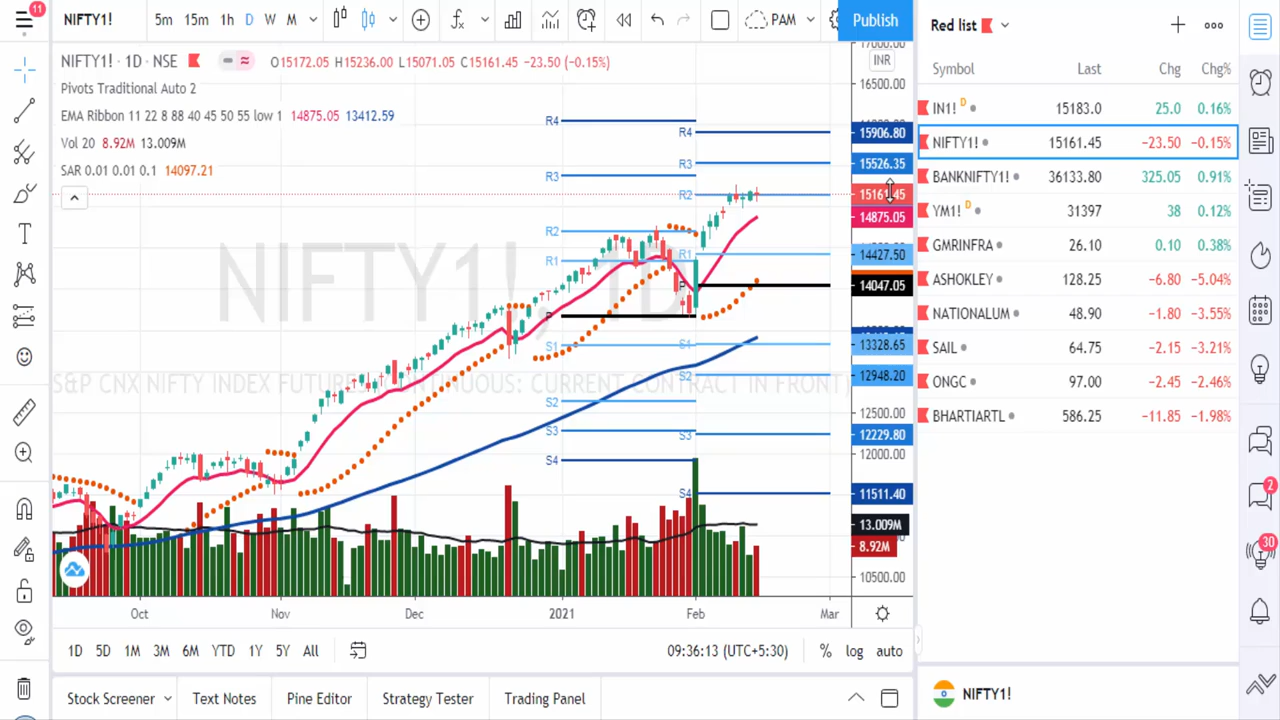 11
NIFTY1! 5m 15m 1h D W M PAM Publish
NIFTY1! · 1D · NSE O15172.05 H15236.00 L15071.05 C15161.45 −23.50 (−0.15%)
Pivots Traditional Auto 2
EMA Ribbon 11 22 8 88 40 45 50 55 low 1 14875.05 13412.59
Vol 20 8.92M 13.009M
SAR 0.01 0.01 0.1 14097.21
NIFTY1!, 1D
S&P CNX NIFTY INDEX FUTURES CONTINUOUS: CURRENT CONTRACT IN FRONT)
R4
R3
R2
R1
P
S1
S2
S3
S4
R4
R3
R2
R1
P
S1
S2
S3
S4
17000.00
INR
16500.00
15906.80
15526.35
15161.45
14875.05
14427.50
14047.05
13328.65
12948.20
12500.00
12229.80
12000.00
11511.40
13.009M
8.92M
10500.00
Oct Nov Dec 2021 Feb Mar
1D 5D 1M 3M 6M YTD 1Y 5Y All 09:36:13 (UTC+5:30) % log auto
Stock Screener Text Notes Pine Editor Strategy Tester Trading Panel
Red list
Symbol Last Chg Chg%
IN1! D 15183.0 25.0 0.16%
NIFTY1! 15161.45 −23.50 −0.15%
BANKNIFTY1! 36133.80 325.05 0.91%
YM1! D 31397 38 0.12%
GMRINFRA 26.10 0.10 0.38%
ASHOKLEY 128.25 −6.80 −5.04%
NATIONALUM 48.90 −1.80 −3.55%
SAIL 64.75 −2.15 −3.21%
ONGC 97.00 −2.45 −2.46%
BHARTIARTL 586.25 −11.85 −1.98%
NIFTY1!
2
30